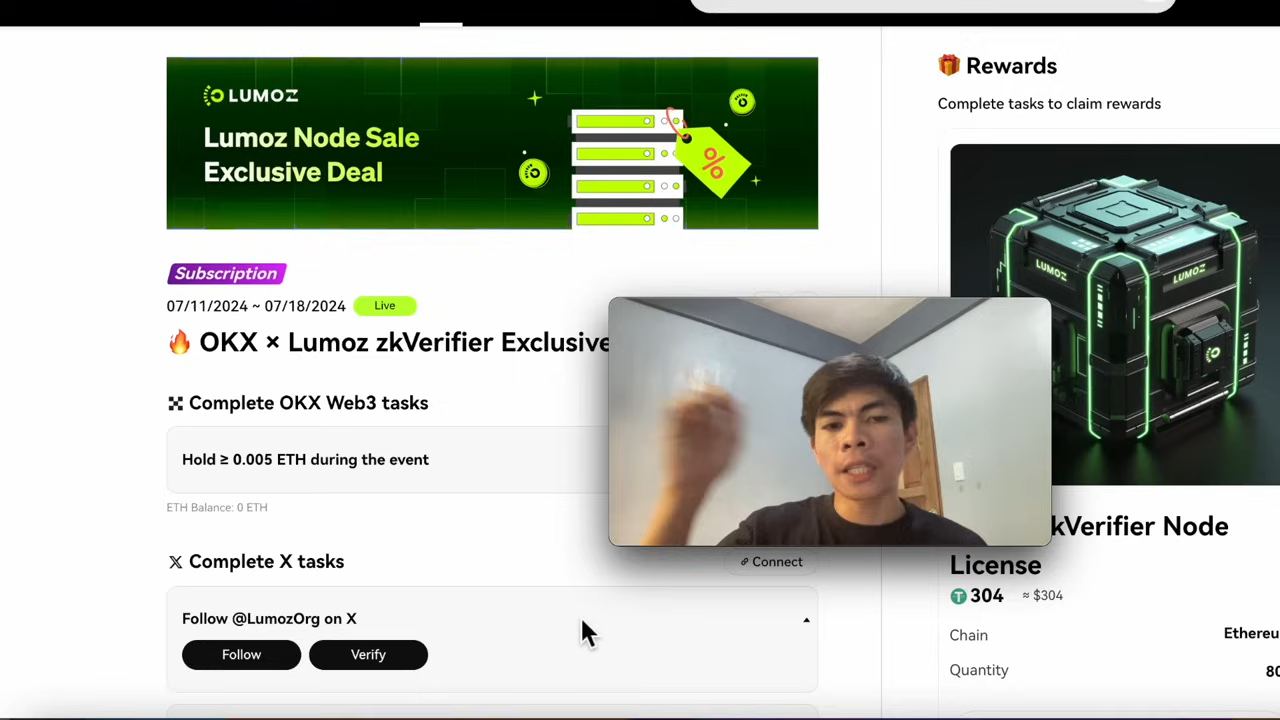 LUMOZ
Lumoz Node Sale
Exclusive Deal
%
Subscription
07/11/2024 ~ 07/18/2024 Live
OKX × Lumoz zkVerifier Exclusive
Complete OKX Web3 tasks
Hold ≥ 0.005 ETH during the event
ETH Balance: 0 ETH
Complete X tasks
Connect
Follow @LumozOrg on X
Follow Verify
Rewards
Complete tasks to claim rewards
LUMOZ LUMOZ
kVerifier Node
License
304 ≈ $304
Chain Ethereu
Quantity 80